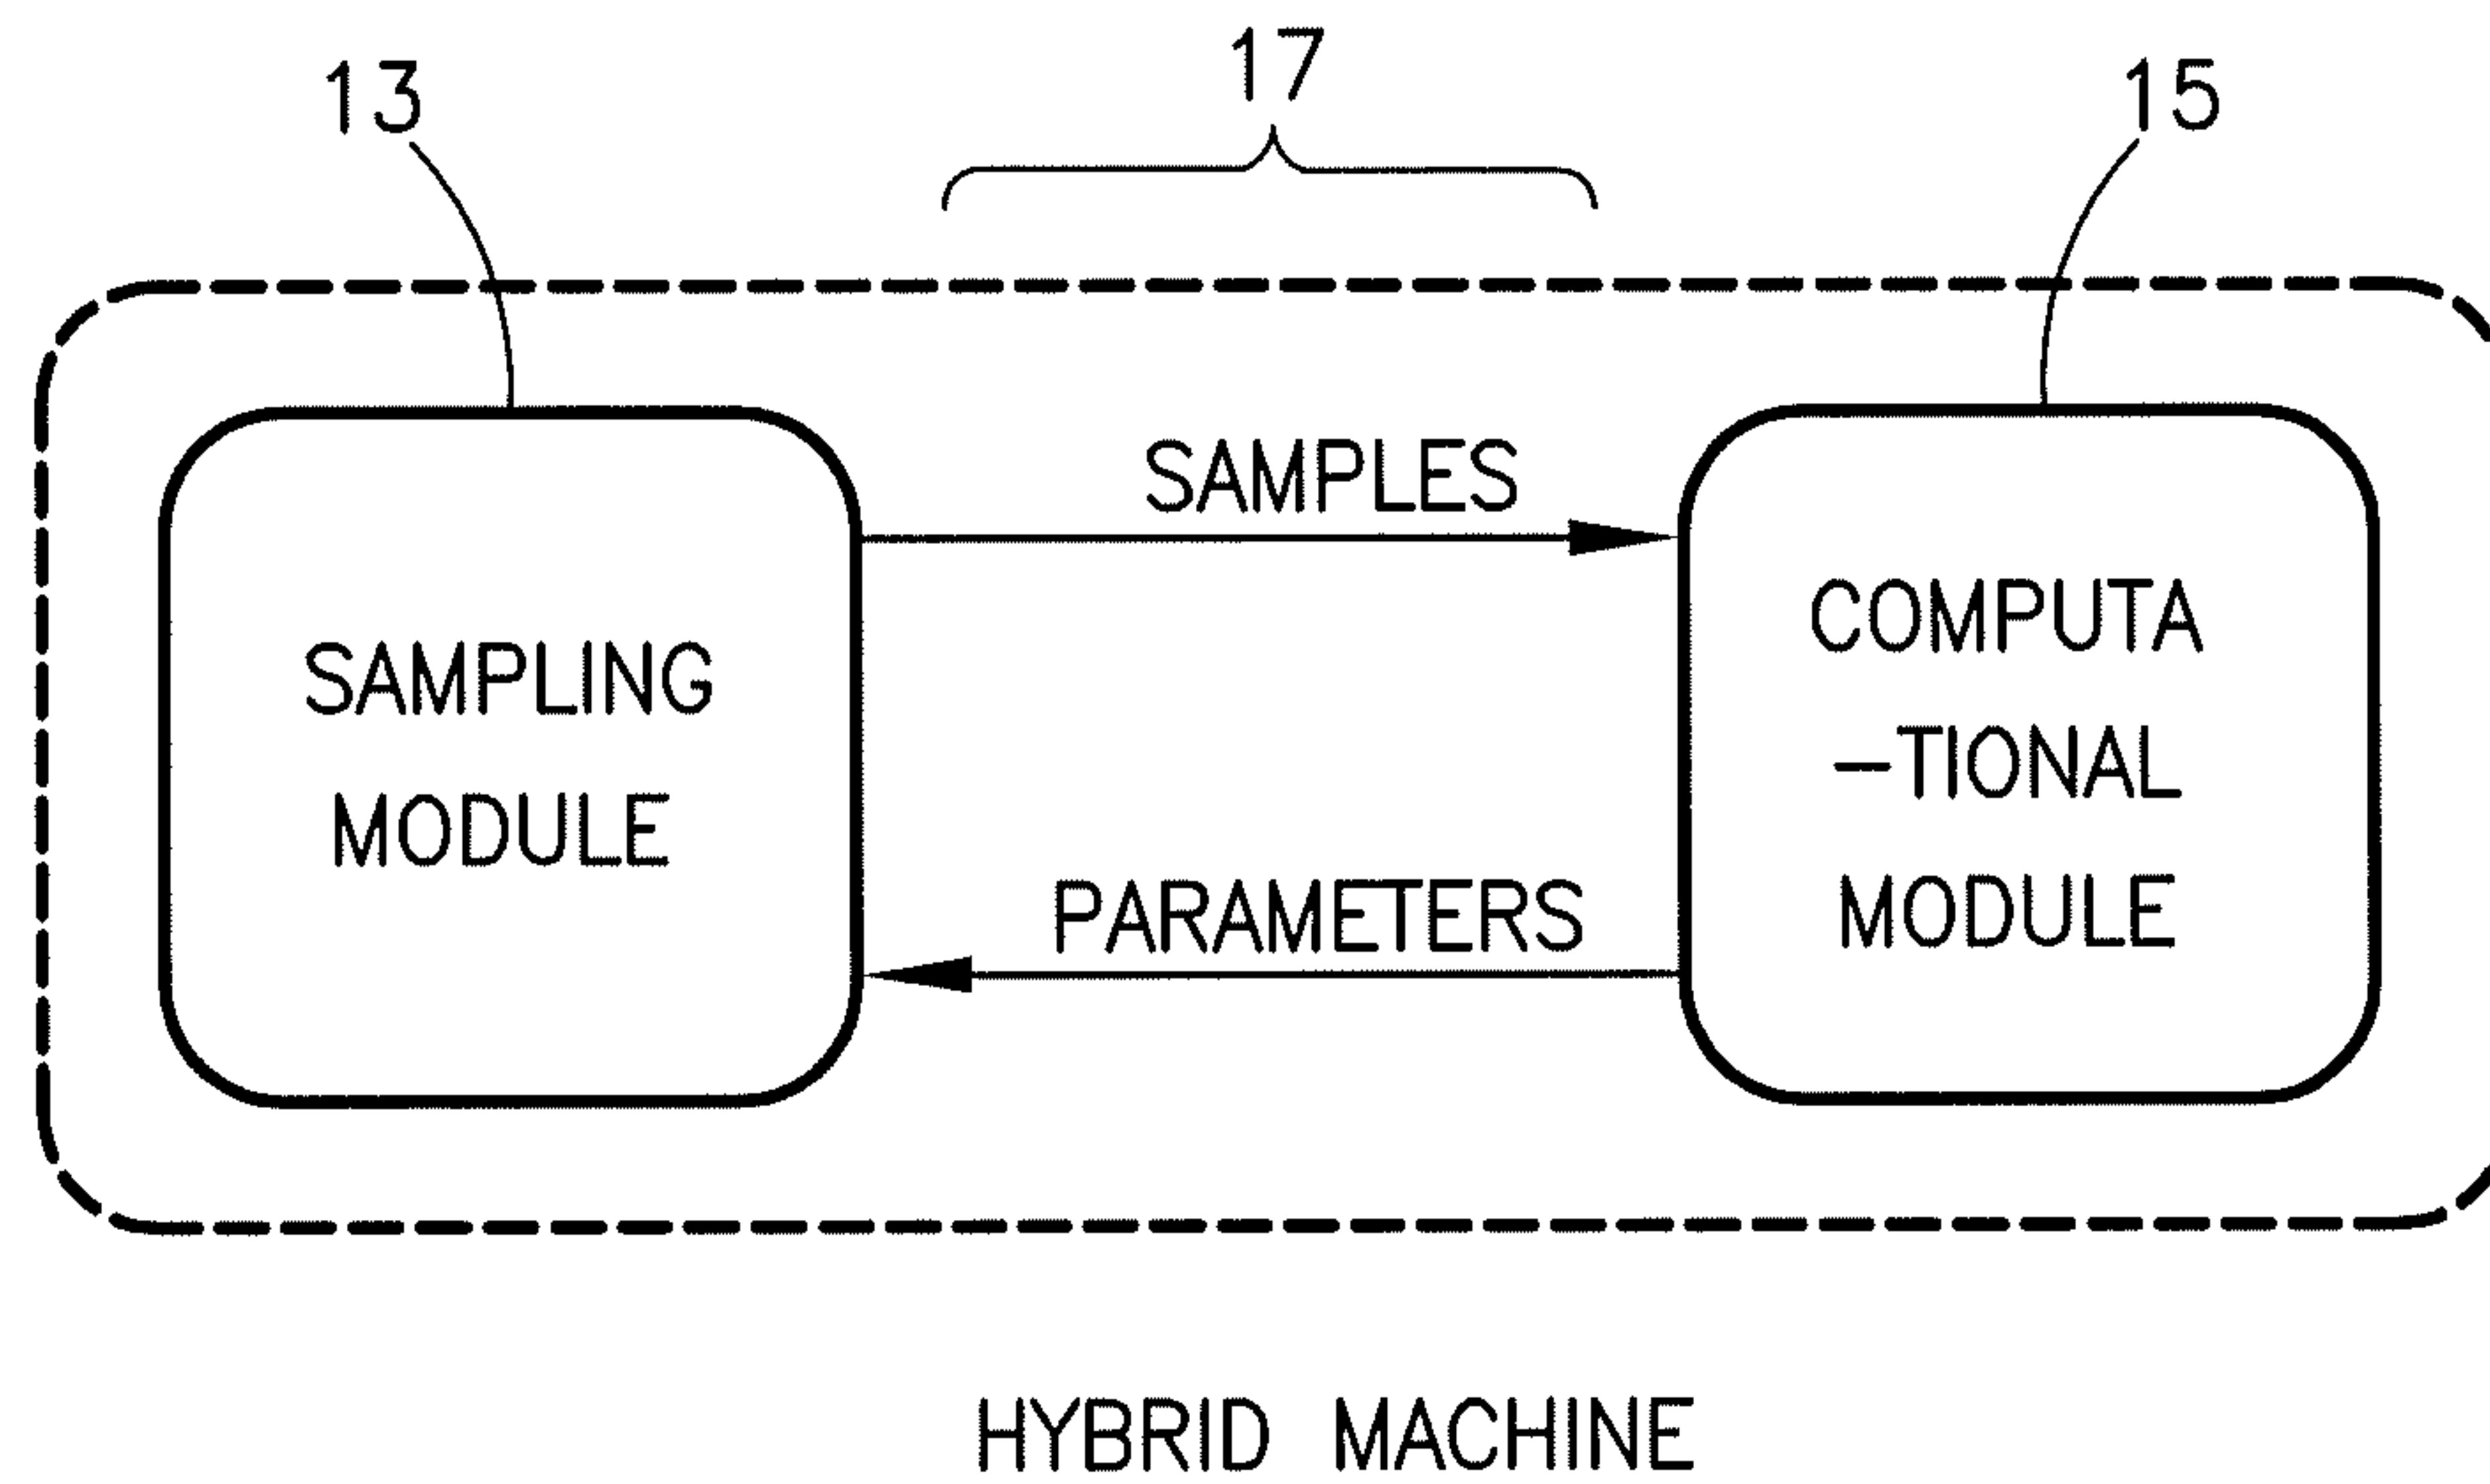 17
13
15
SAMPLES
SAMPLING
MODULE
COMPUTA
-TIONAL
MODULE
PARAMETERS
HYBRID MACHINE